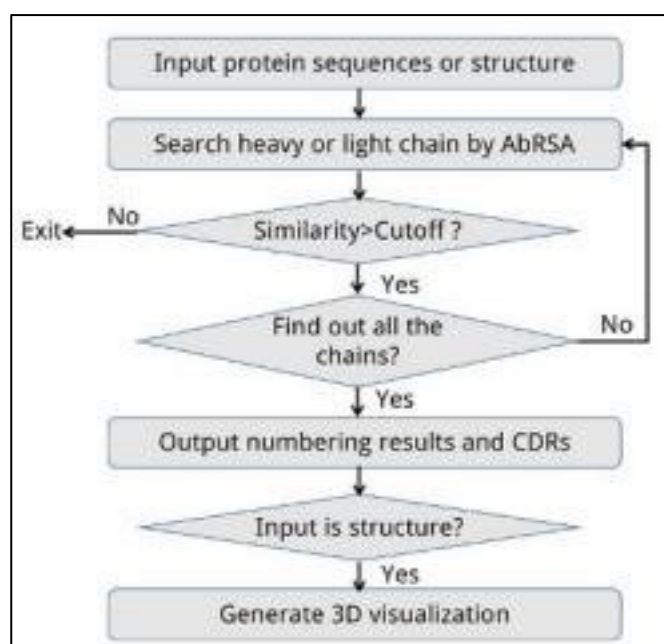 Input protein sequences or structure
Search heavy or light chain by AbRSA
Exit
No
Similarity>Cutoff ?
Yes
Find out all the
chains?
No
Yes
Output numbering results and CDRs
Input is structure?
Yes
Generate 3D visualization